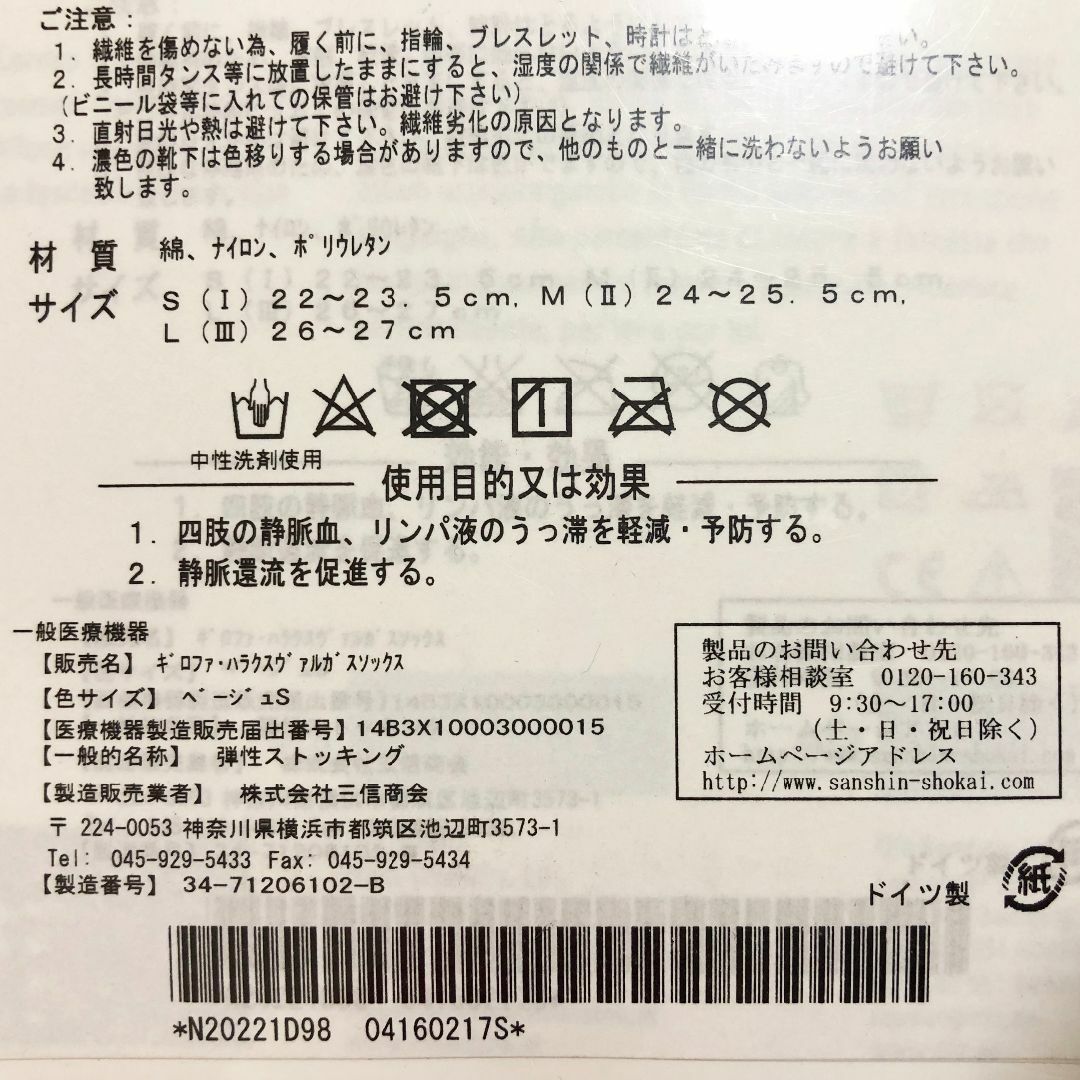 ご注意：
1. 繊維を傷めない為、履く前に、指輪、ブレスレット、時計は
2. 長時間タンス等に放置したままにすると、湿度の関係で繊維がいたみますので避けて下さい。
(ビニール袋等に入れての保管はお避け下さい)
3. 直射日光や熱は避けて下さい。繊維劣化の原因となります。
4. 濃色の靴下は色移りする場合がありますので、他のものと一緒に洗わないようお願い
致します。
材 質 綿、ナイロン、ポリウレタン
サイズ S（Ⅰ）22～23．5cm，M（Ⅱ）24～25．5cm，
L（Ⅲ）26～27cm
中性洗剤使用
使用目的又は効果
1. 四肢の静脈血、リンパ液のうっ滞を軽減・予防する。
2. 静脈還流を促進する。
一般医療機器
【販売名】 ギロファ・ハラクスヴァルガスソックス
【色サイズ】 ベージュS
【医療機器製造販売届出番号】14B3X10003000015
【一般的名称】 弾性ストッキング
【製造販売業者】 株式会社三信商会
〒 224-0053 神奈川県横浜市都筑区池辺町3573-1
Tel: 045-929-5433 Fax: 045-929-5434
【製造番号】 34-71206102-B
製品のお問い合わせ先
お客様相談室 0120-160-343
受付時間 9:30～17:00
(土・日・祝日除く)
ホームページアドレス
http://www.sanshin-shokai.com
ドイツ製
紙
*N20221D98 04160217S*